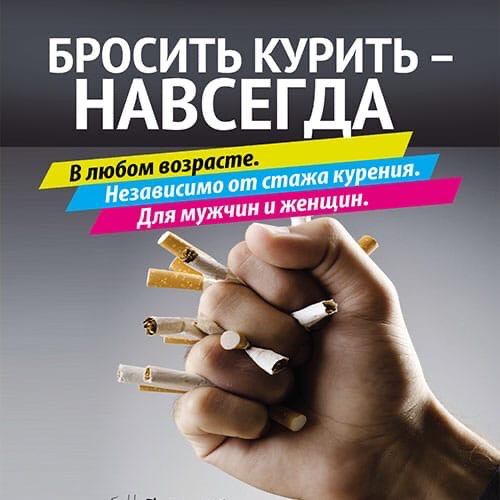 БРОСИТЬ КУРИТЬ –
НАВСЕГДА
В любом возрасте.
Независимо от стажа курения.
Для мужчин и женщин.